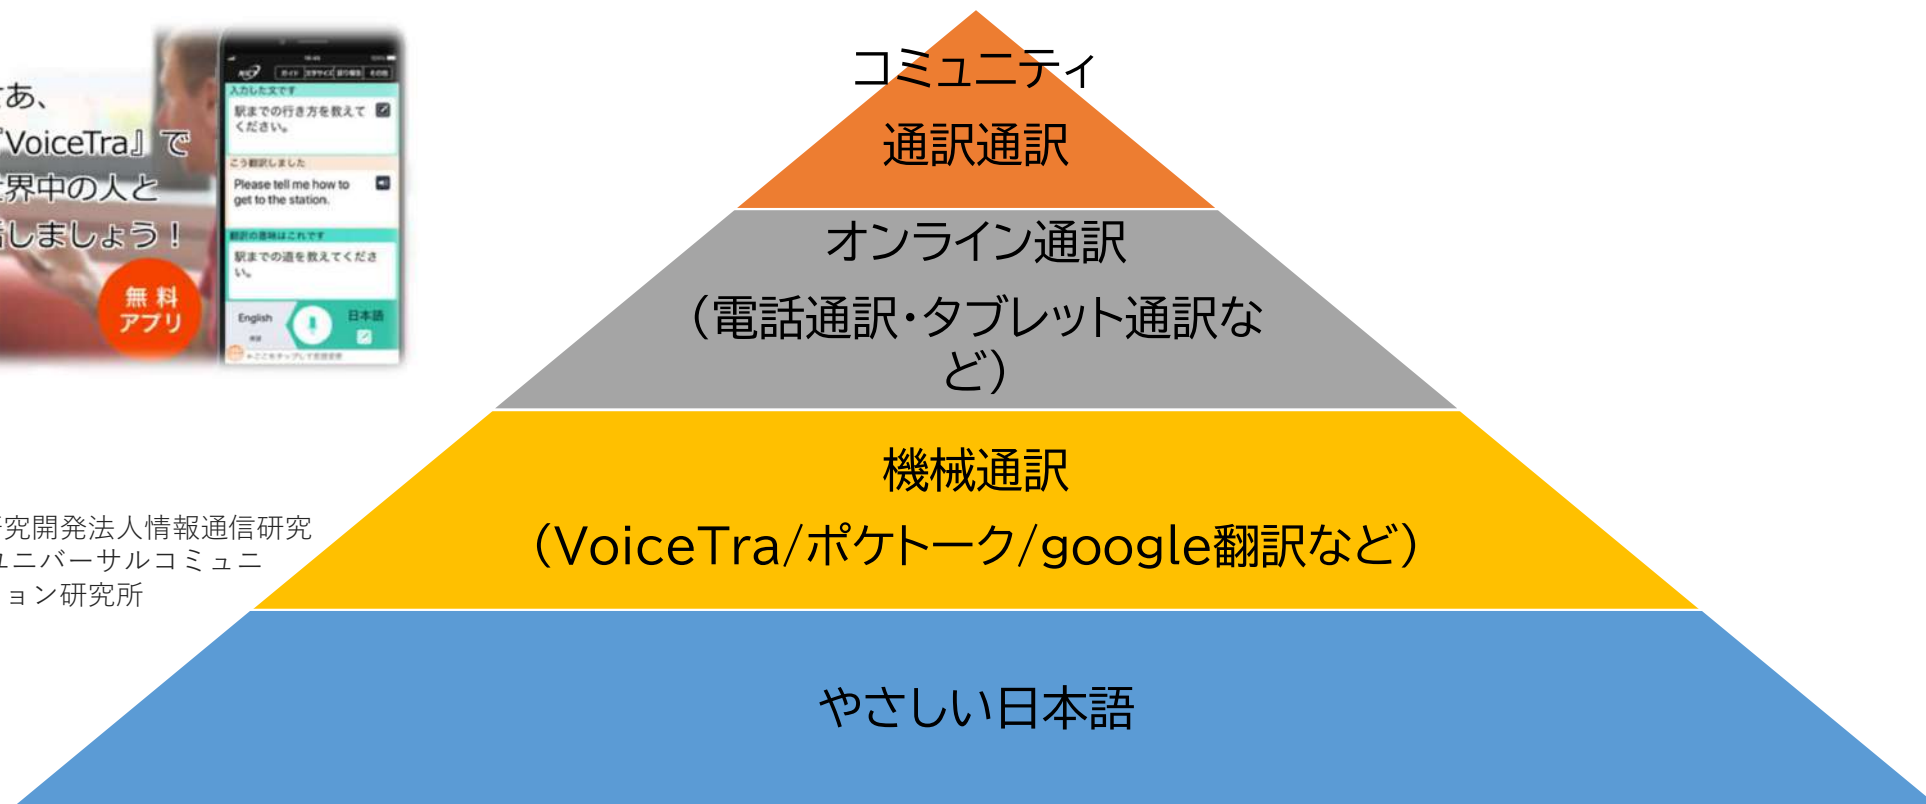 さあ、
『VoiceTra』で
世界中の人と
話しましょう！
無料
アプリ
入力した文です
駅までの行き方を教えて
ください。
こう翻訳しました
Please tell me how to
get to the station.
翻訳の意味はこれです
駅までの道を教えてくださ
い。
English
日本語
研究開発法人情報通信研究
ユニバーサルコミュニ
ョン研究所
コミュニティ
通訳通訳
オンライン通訳
（電話通訳・タブレット通訳な
ど）
機械通訳
（VoiceTra/ポケトーク/google翻訳など）
やさしい日本語